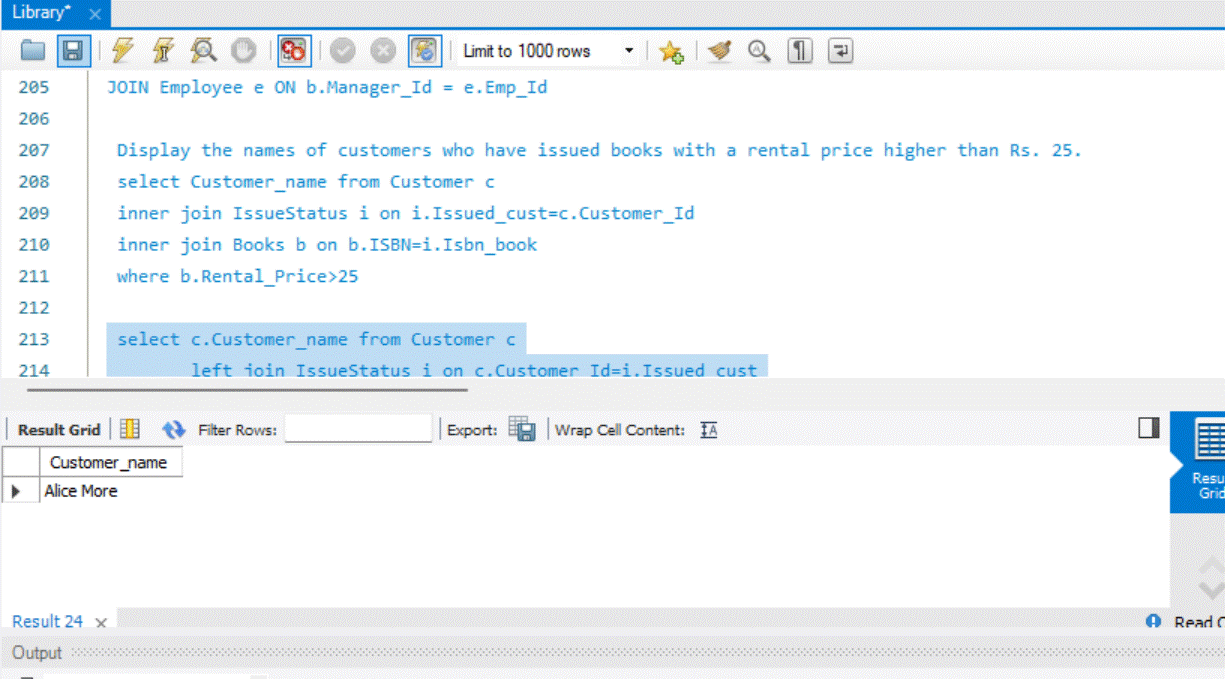 Library*
Limit to 1000 rows
205 JOIN Employee e ON b.Manager_Id = e.Emp_Id
206
207 Display the names of customers who have issued books with a rental price higher than Rs. 25.
208 select Customer_name from Customer c
209 inner join IssueStatus i on i.Issued_cust=c.Customer_Id
210 inner join Books b on b.ISBN=i.Isbn_book
211 where b.Rental_Price>25
212
213 select c.Customer_name from Customer c
214 left join IssueStatus i on c.Customer_Id=i.Issued_cust
Result Grid Filter Rows: Export: Wrap Cell Content:
Customer_name
Alice More
Resu
Grid
Result 24
Read O
Output